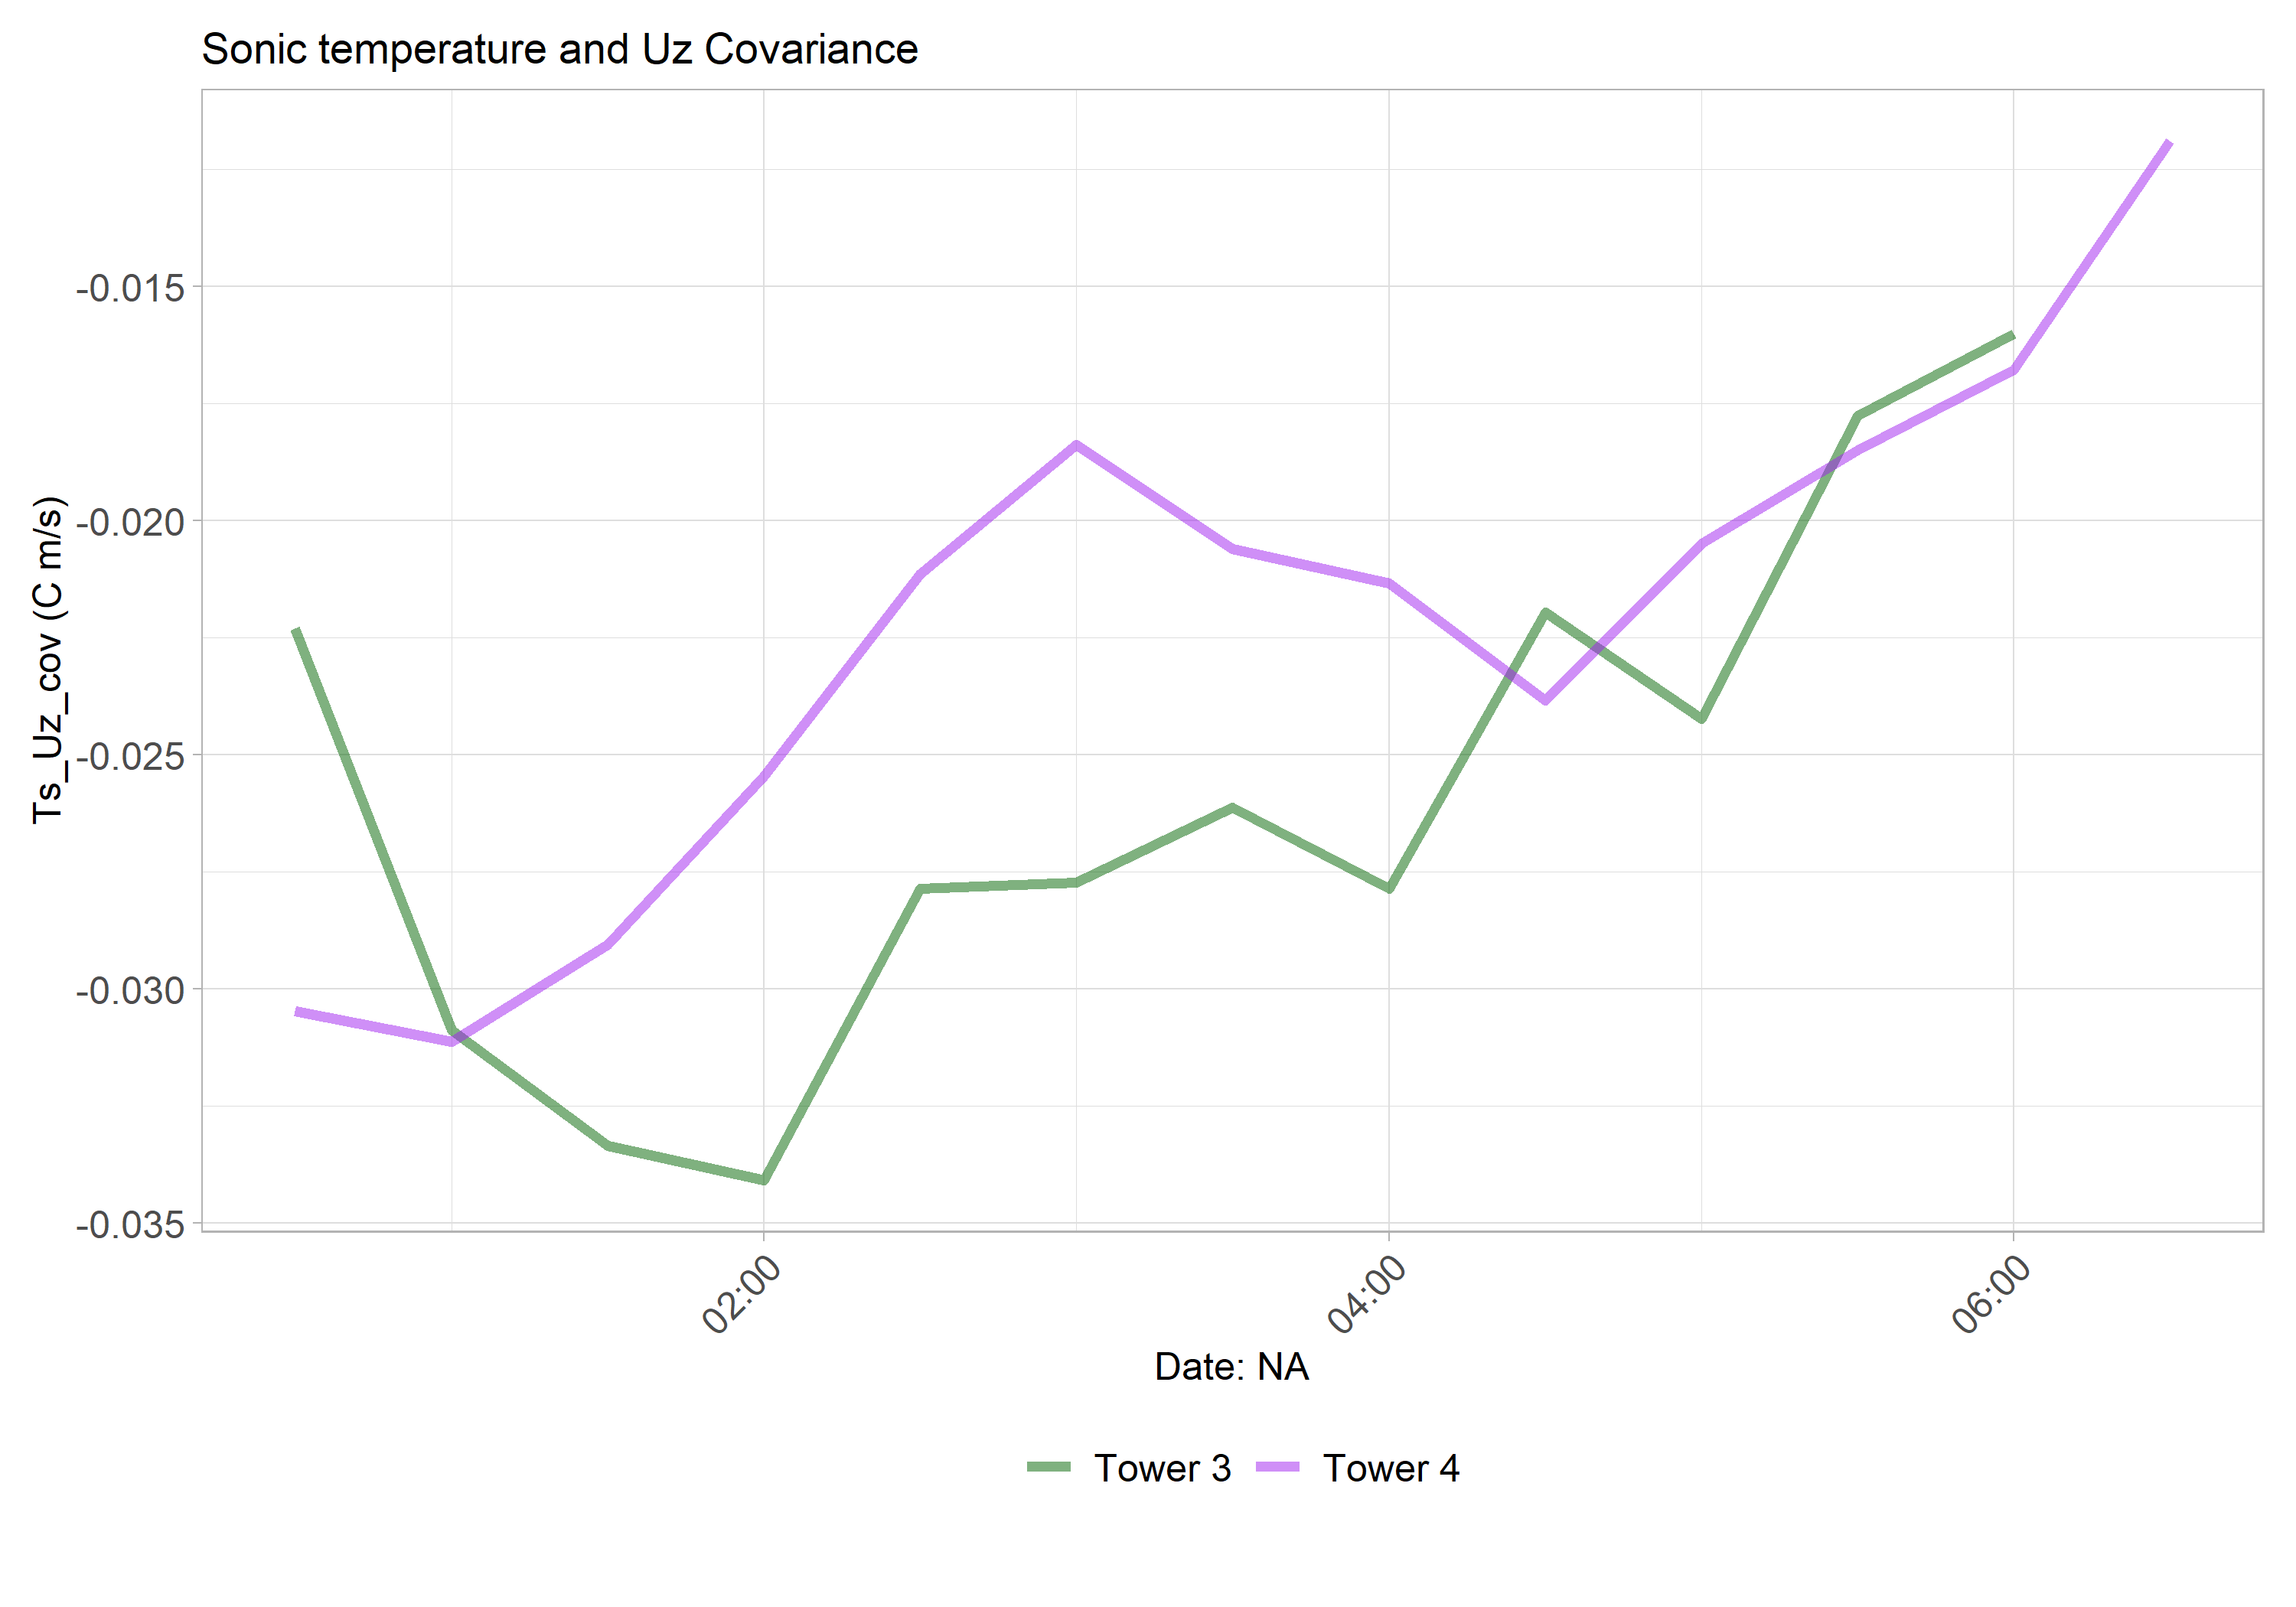 Sonic temperature and Uz Covariance
Ts_Uz_cov (C m/s)
-0.015
-0.020
-0.025
-0.030
-0.035
02:00 04:00 06:00
Date: NA
Tower 3 Tower 4